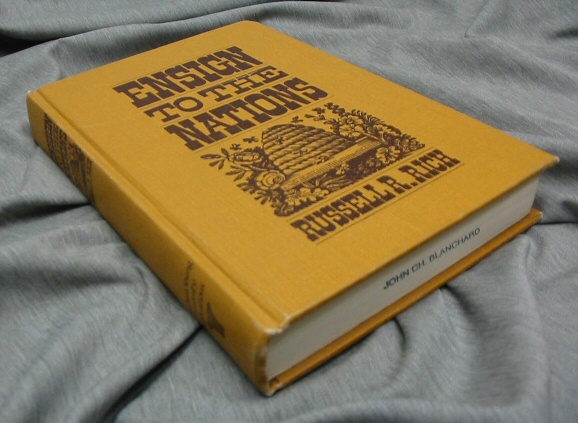 ENSIGN
TO THE
NATIONS
RUSSELL R. RICH
JOHN CH. BLANCHARD